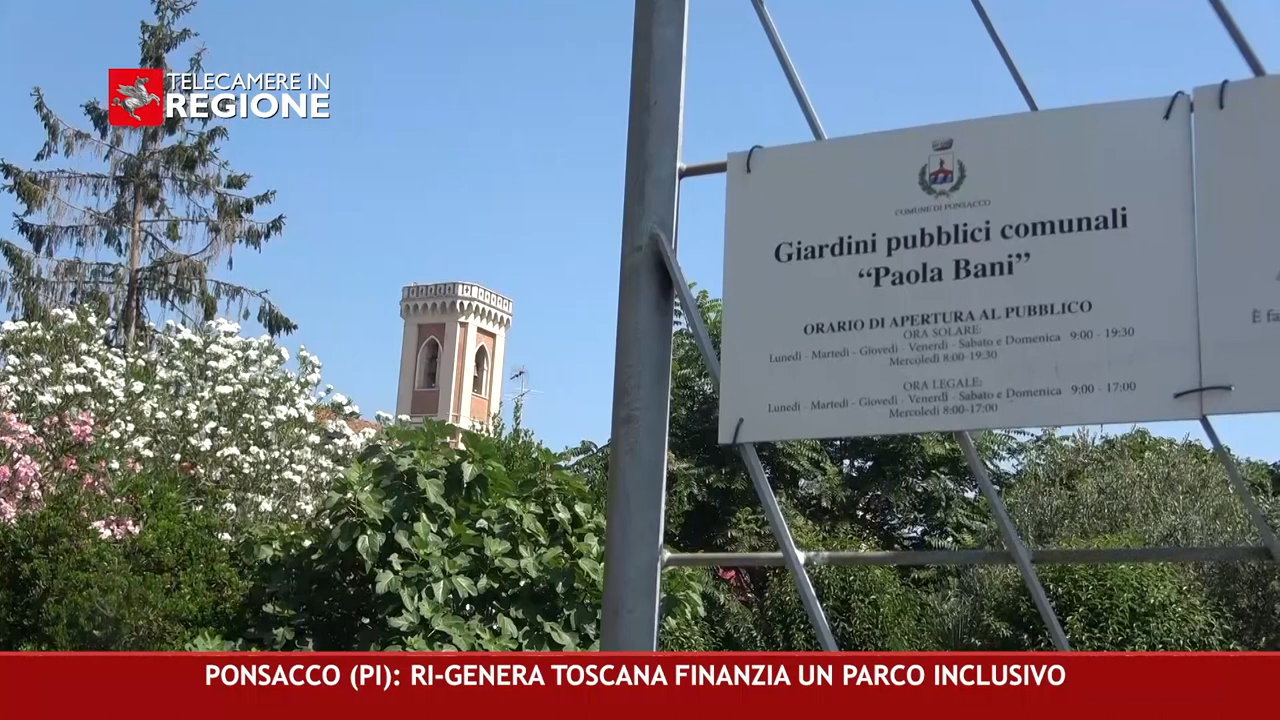 TELECAMERE IN
REGIONE
COMUNE DI PONSACCO
Giardini pubblici comunali
“Paola Bani”
ORARIO DI APERTURA AL PUBBLICO
ORA SOLARE:
Lunedì - Martedì - Giovedì - Venerdì - Sabato e Domenica 9:00 - 19:30
Mercoledì 8:00-19:30
ORA LEGALE:
Lunedì - Martedì - Giovedì - Venerdì - Sabato e Domenica 9:00 - 17:00
Mercoledì 8:00-17:00
È fa
PONSACCO (PI): RI-GENERA TOSCANA FINANZIA UN PARCO INCLUSIVO